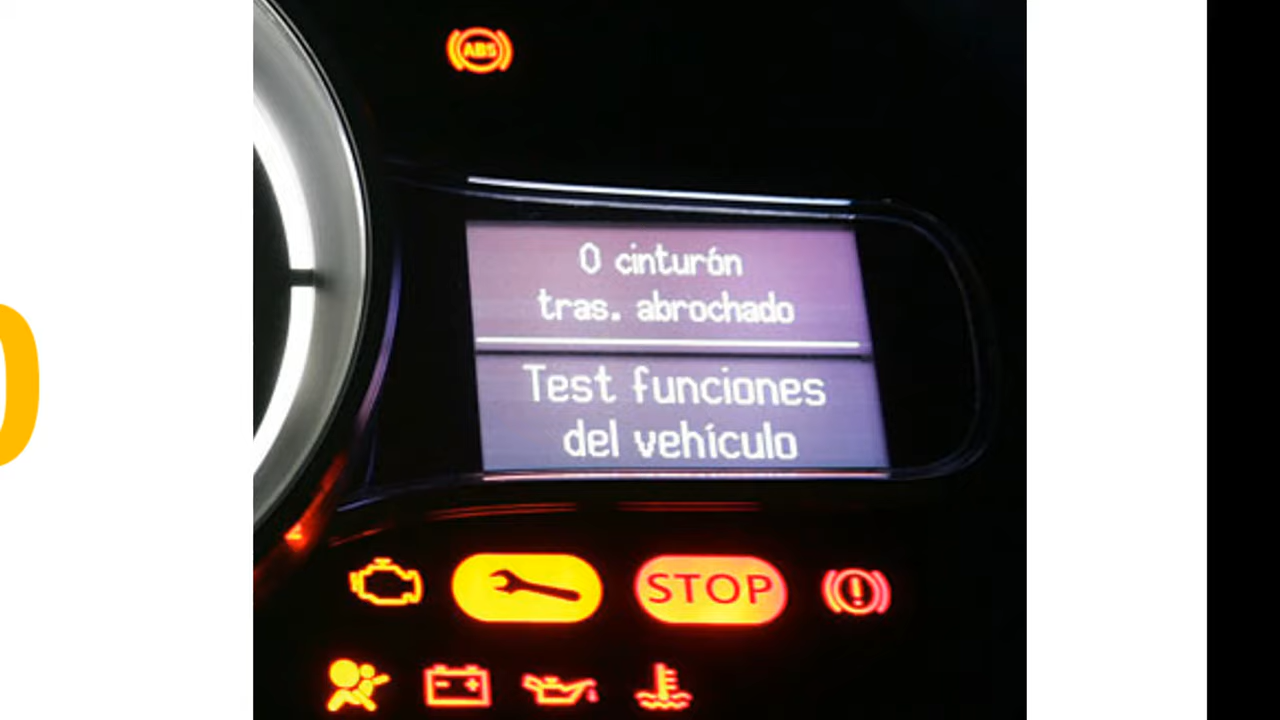 ABS
0 cinturón
tras. abrochado
Test funciones
del vehículo
STOP